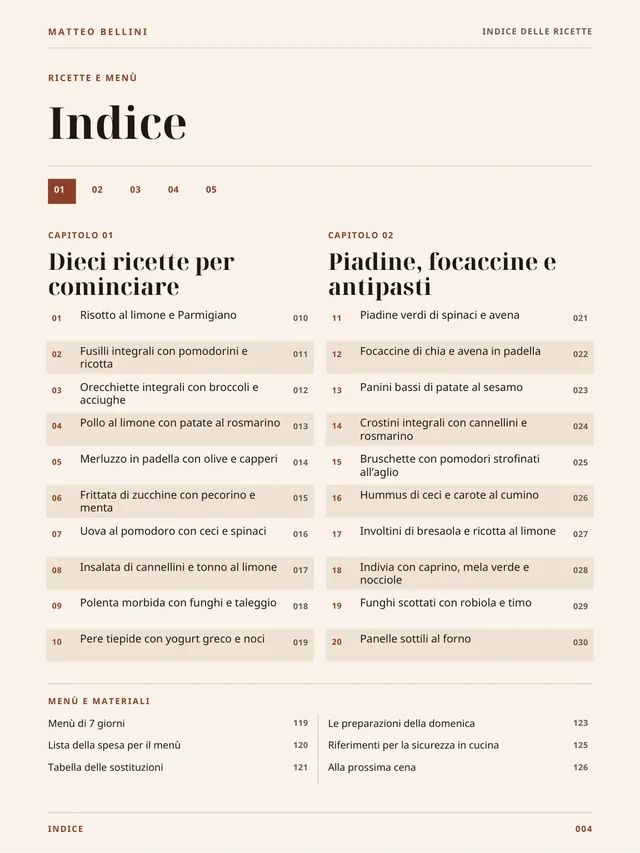 MATTEO BELLINI
INDICE DELLE RICETTE
RICETTE E MENÙ
Indice
01 02 03 04 05
CAPITOLO 01
Dieci ricette per
cominciare
01 Risotto al limone e Parmigiano 010
02 Fusilli integrali con pomodorini e
ricotta 011
03 Orecchiette integrali con broccoli e
acciughe 012
04 Pollo al limone con patate al rosmarino 013
05 Merluzzo in padella con olive e capperi 014
06 Frittata di zucchine con pecorino e
menta 015
07 Uova al pomodoro con ceci e spinaci 016
08 Insalata di cannellini e tonno al limone 017
09 Polenta morbida con funghi e taleggio 018
10 Pere tiepide con yogurt greco e noci 019
CAPITOLO 02
Piadine, focaccine e
antipasti
11 Piadine verdi di spinaci e avena 021
12 Focaccine di chia e avena in padella 022
13 Panini bassi di patate al sesamo 023
14 Crostini integrali con cannellini e
rosmarino 024
15 Bruschette con pomodori strofinati
all’aglio 025
16 Hummus di ceci e carote al cumino 026
17 Involtini di bresaola e ricotta al limone 027
18 Indivia con caprino, mela verde e
nocciole 028
19 Funghi scottati con robiola e timo 029
20 Panelle sottili al forno 030
MENÙ E MATERIALI
Menù di 7 giorni 119
Lista della spesa per il menù 120
Tabella delle sostituzioni 121
Le preparazioni della domenica 123
Riferimenti per la sicurezza in cucina 125
Alla prossima cena 126
INDICE
004